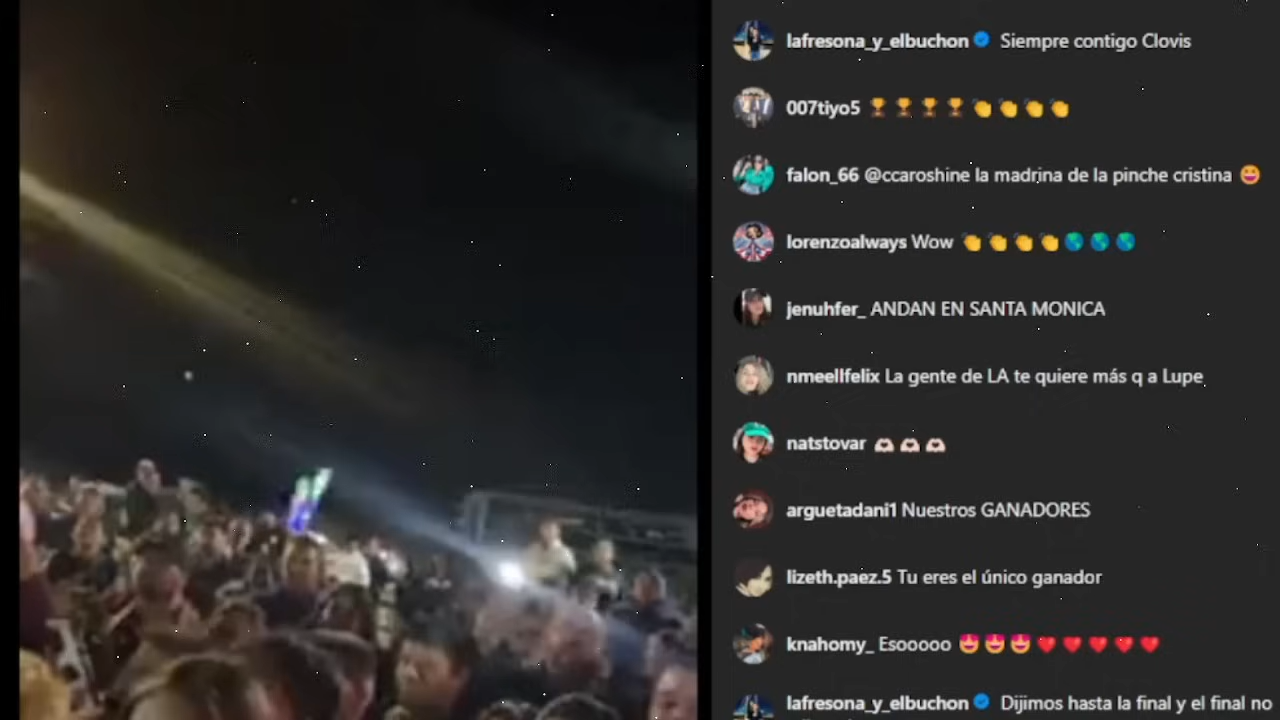 lafresona_y_elbuchon Siempre contigo Clovis
007tiyo5 🏆🏆🏆🏆👏👏👏👏
falon_66 @ccaroshine la madrina de la pinche cristina 😄
lorenzoalways Wow 👏👏👏👏🌎🌎🌎
jenuhfer_ ANDAN EN SANTA MONICA
nmeellfelix La gente de LA te quiere más q a Lupe
natstovar 🫶🏻🫶🏻🫶🏻
arguetadani1 Nuestros GANADORES
lizeth.paez.5 Tu eres el único ganador
knahomy_ Esooooo 😍😍😍❤️❤️❤️❤️❤️
lafresona_y_elbuchon Dijimos hasta la final y el final no